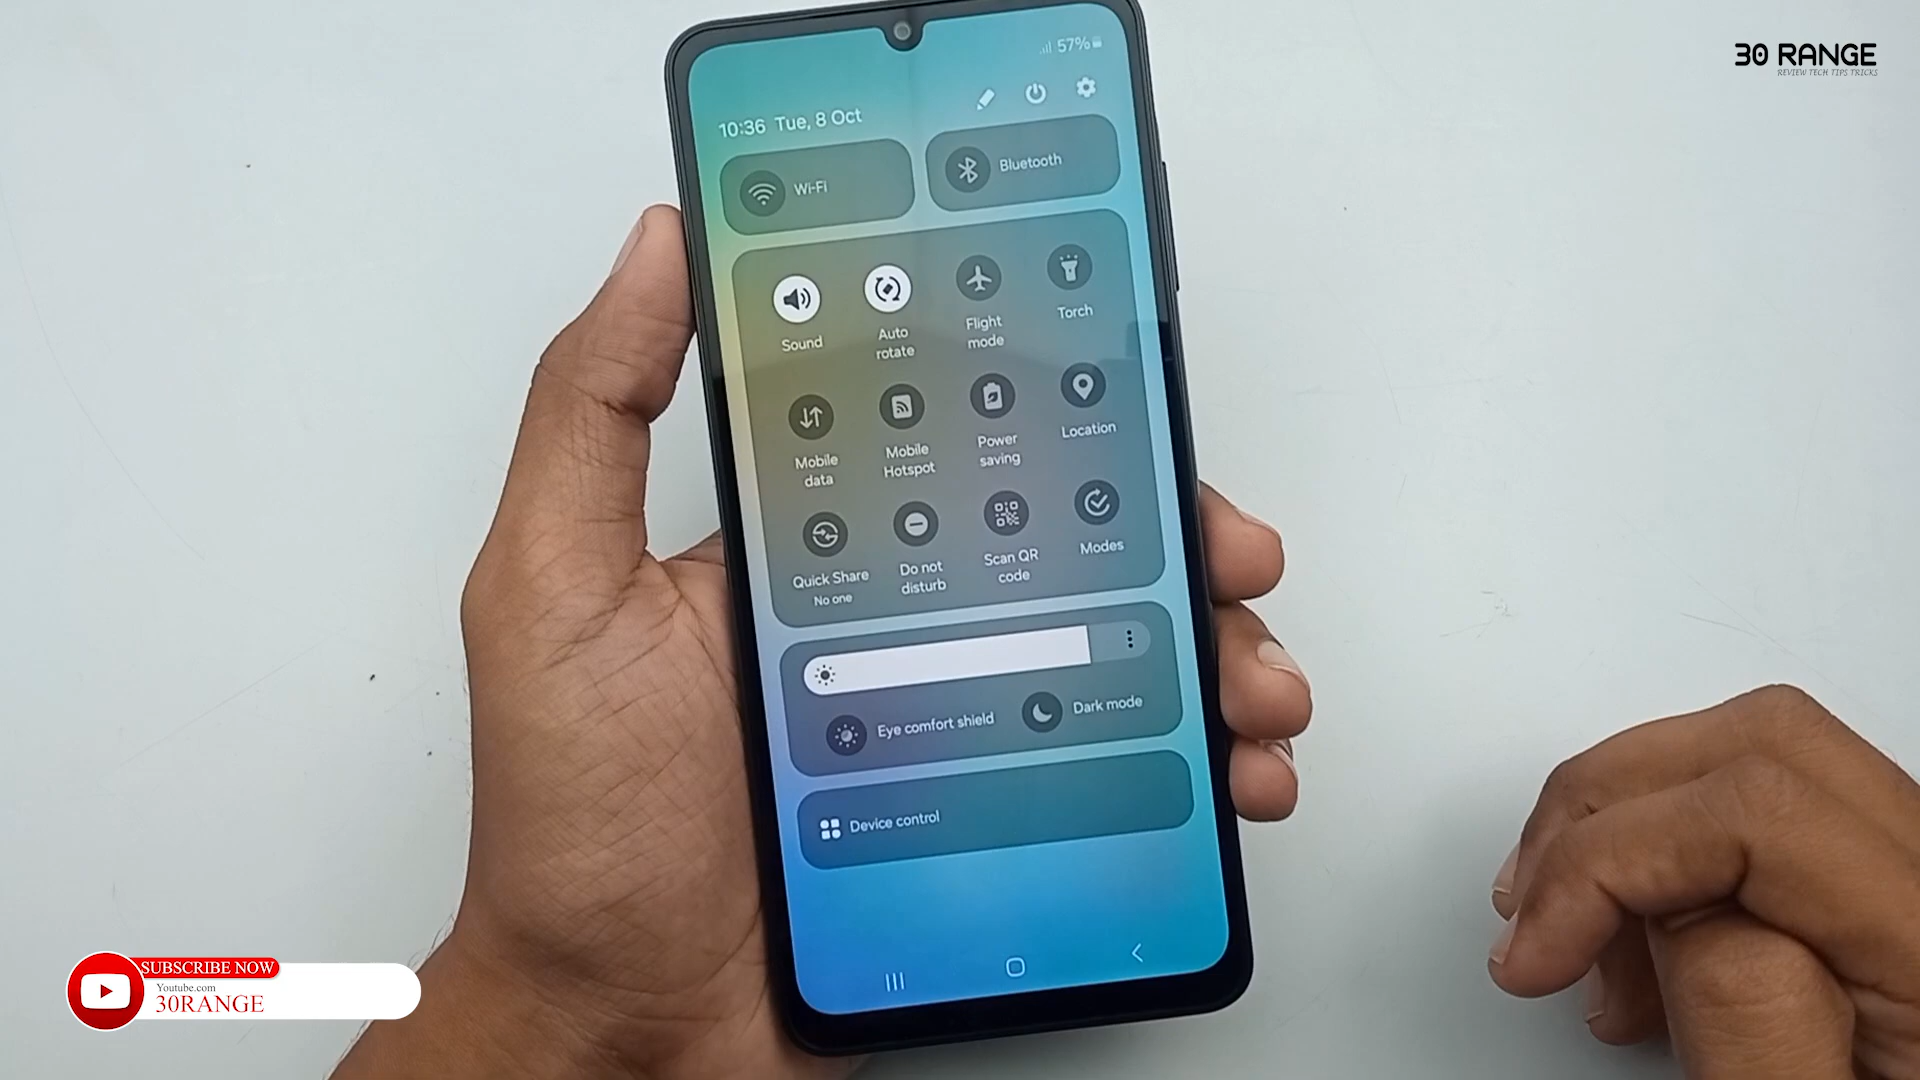 30 RANGE
REVIEW TECH TIPS TRICKS
57%
10:36 Tue, 8 Oct
Wi-Fi
Bluetooth
Sound
Auto
rotate
Flight
mode
Torch
Mobile
data
Mobile
Hotspot
Power
saving
Location
Quick Share
No one
Do not
disturb
Scan QR
code
Modes
Eye comfort shield
Dark mode
Device control
SUBSCRIBE NOW
Youtube.com
30RANGE